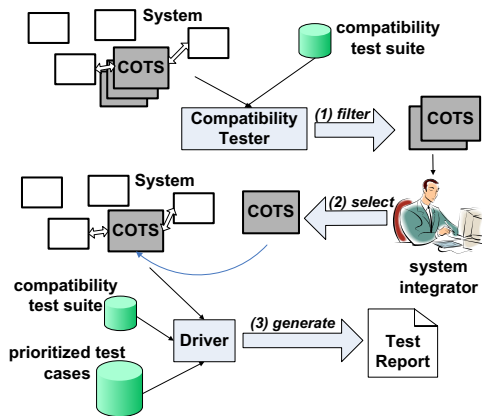 System
compatibility
test suite
COTS
Compatibility
Tester
(1) filter
COTS
System
COTS
COTS
(2) select
system
integrator
compatibility
test suite
Driver
(3) generate
Test
Report
prioritized test
cases